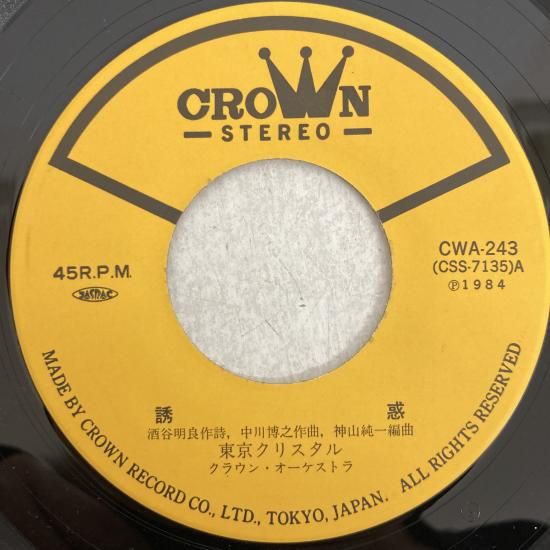 CROWN
STEREO
45R.P.M.
JASRAC
CWA-243
(CSS-7135)A
Ⓟ1984
誘惑
酒谷明良作詩, 中川博之作曲, 神山純一編曲
東京クリスタル
クラウン・オーケストラ
MADE BY CROWN RECORD CO., LTD., TOKYO, JAPAN. ALL RIGHTS RESERVED